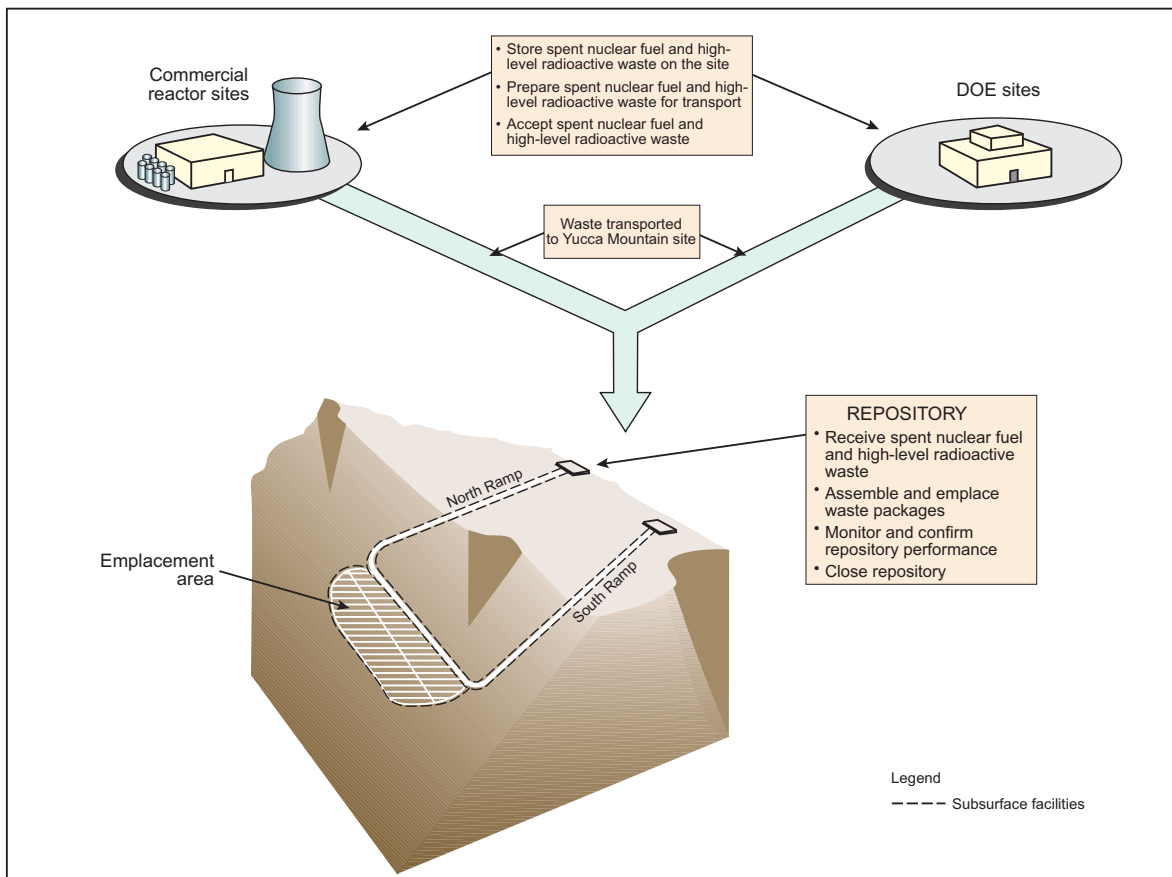 • Store spent nuclear fuel and high-
level radioactive waste on the site
• Prepare spent nuclear fuel and high-
level radioactive waste for transport
• Accept spent nuclear fuel and
high-level radioactive waste
Commercial
reactor sites
DOE sites
Waste transported
to Yucca Mountain site
REPOSITORY
• Receive spent nuclear fuel
and high-level radioactive
waste
• Assemble and emplace
waste packages
• Monitor and confirm
repository performance
• Close repository
North Ramp
South Ramp
Emplacement
area
Legend
Subsurface facilities